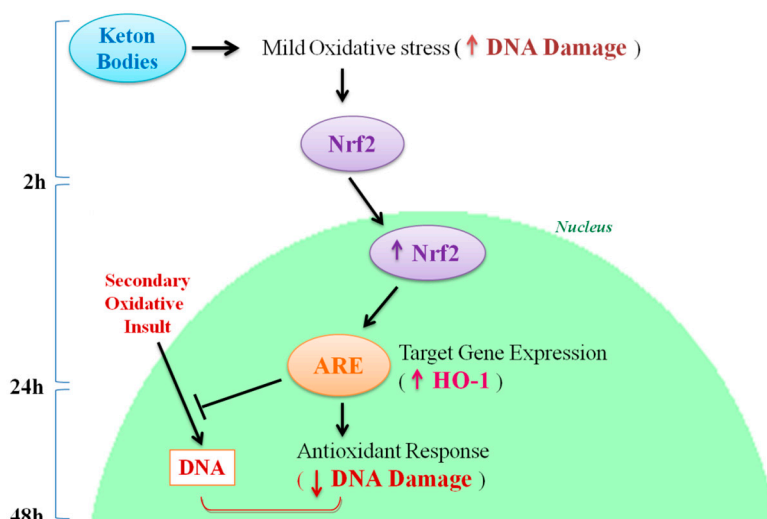 Keton
Bodies
Mild Oxidative stress ( ↑ DNA Damage )
Nrf2
2h
Nucleus
↑ Nrf2
Secondary
Oxidative
Insult
ARE
Target Gene Expression
( ↑ HO-1 )
24h
Antioxidant Response
( ↓ DNA Damage )
DNA
48h